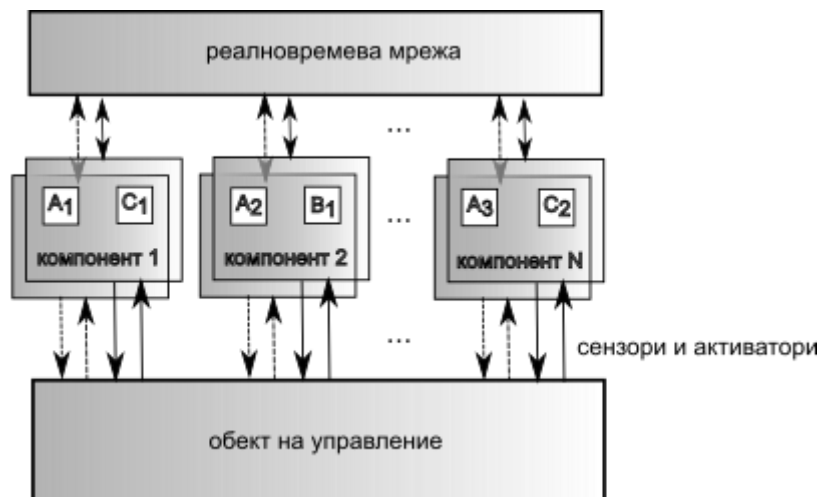 реалновремева мрежа
...
A1 C1
A2 B1
...
A3 C2
компонент 1
компонент 2
компонент N
...
сензори и активатори
обект на управление